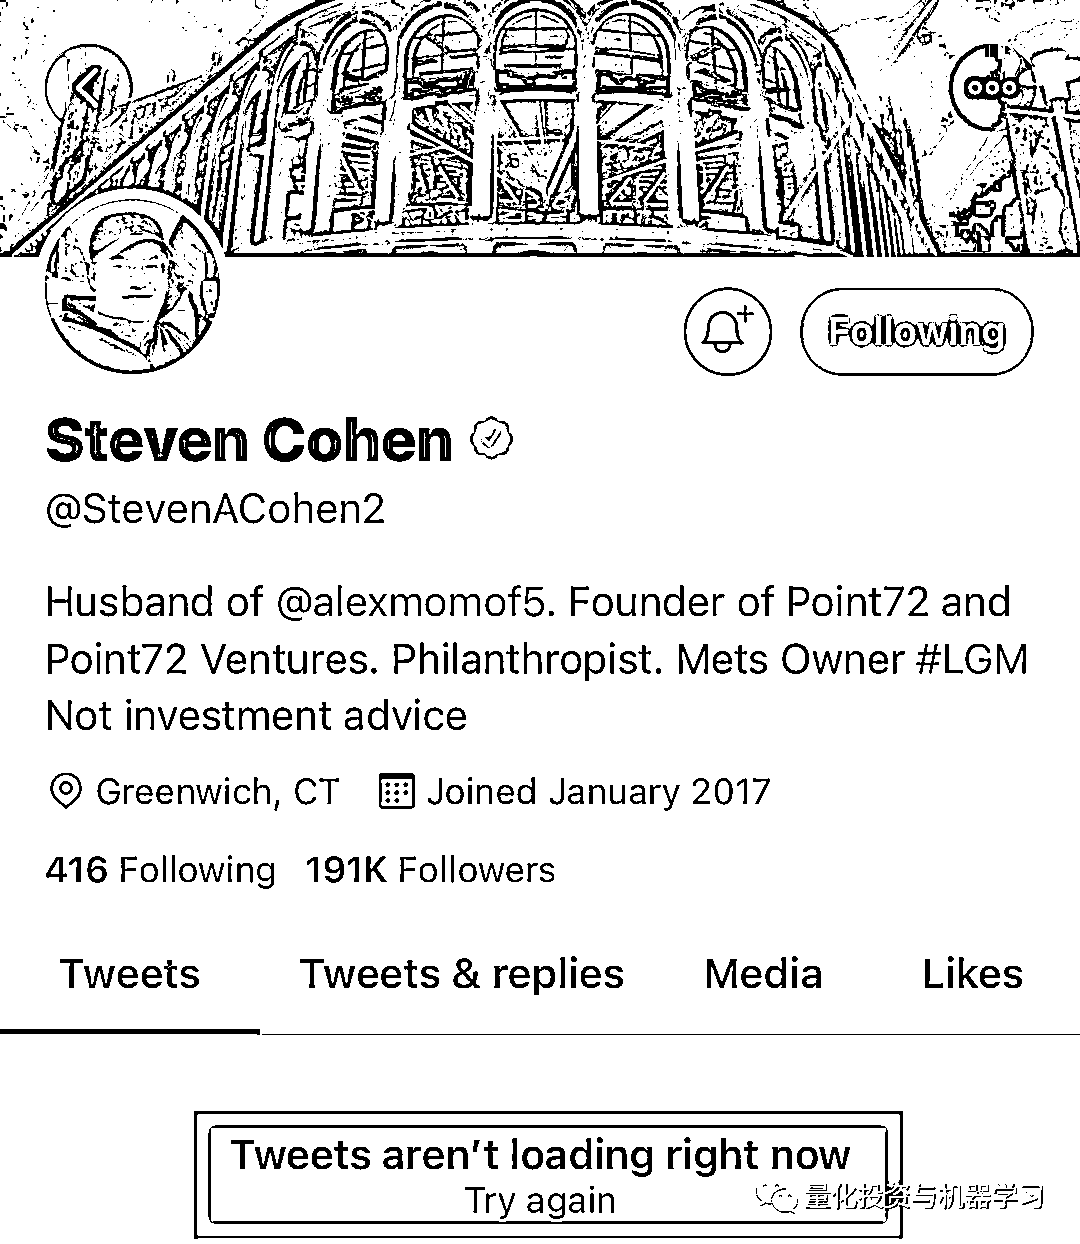 Following
Steven Cohen
@StevenACohen2
Husband of @alexmomof5. Founder of Point72 and
Point72 Ventures. Philanthropist. Mets Owner #LGM
Not investment advice
Greenwich, CT Joined January 2017
416 Following 191K Followers
Tweets Tweets & replies Media Likes
Tweets aren't loading right now
Try again
量化投资与机器学习